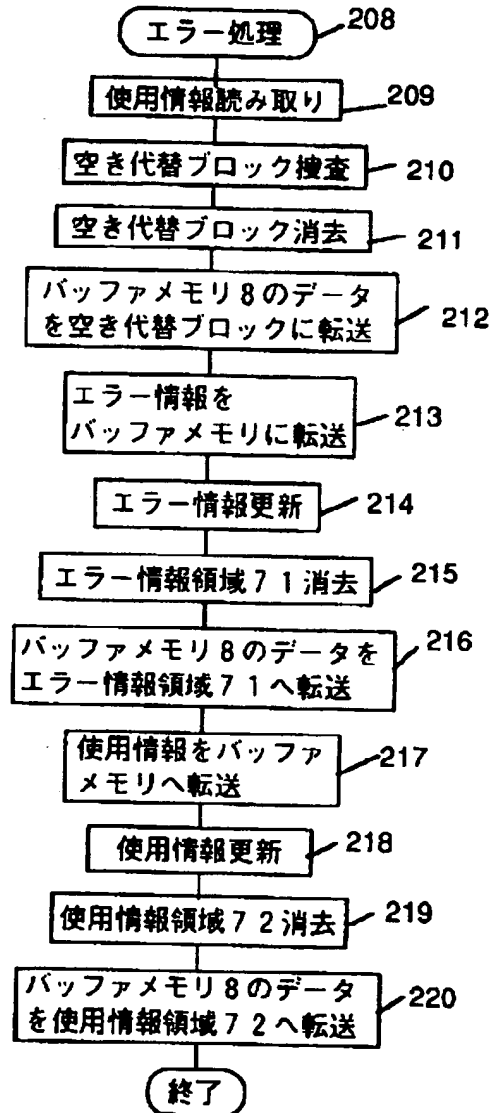 エラー処理
208
使用情報読み取り
209
空き代替ブロック捜査
210
空き代替ブロック消去
211
バッファメモリ8のデータ
を空き代替ブロックに転送
212
エラー情報を
バッファメモリに転送
213
エラー情報更新
214
エラー情報領域71消去
215
バッファメモリ8のデータを
エラー情報領域71へ転送
216
使用情報をバッファ
メモリへ転送
217
使用情報更新
218
使用情報領域72消去
219
バッファメモリ8のデータ
を使用情報領域72へ転送
220
終了